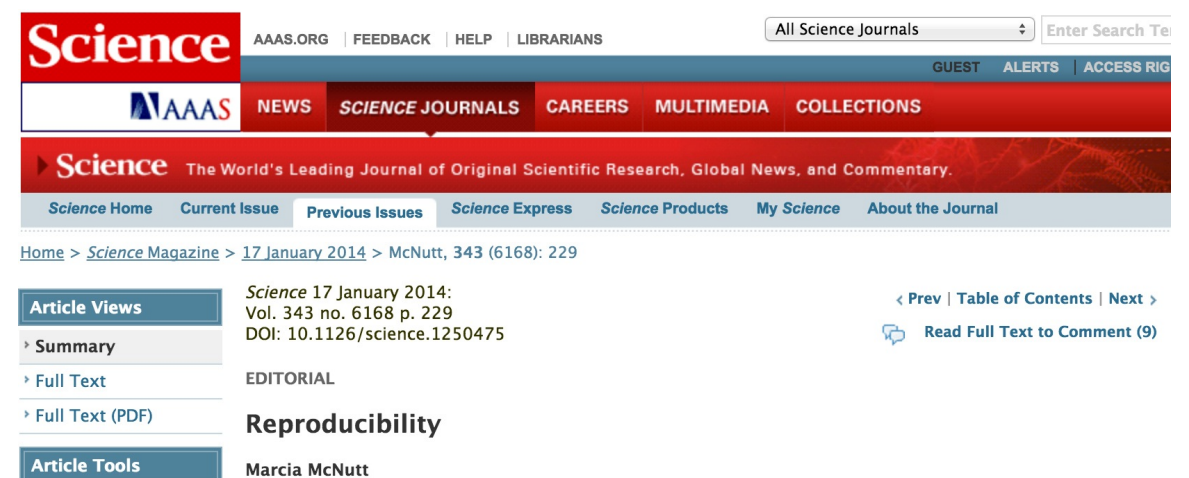 Science
AAAS.ORG | FEEDBACK | HELP | LIBRARIANS
All Science Journals
GUEST ALERTS | ACCESS RIG
AAAS
NEWS SCIENCE JOURNALS CAREERS MULTIMEDIA COLLECTIONS
Science The World's Leading Journal of Original Scientific Research, Global News, and Commentary.
Science Home Current Issue Previous Issues Science Express Science Products My Science About the Journal
Home > Science Magazine > 17 January 2014 > McNutt, 343 (6168): 229
Article Views
Summary
Full Text
Full Text (PDF)
Article Tools
Science 17 January 2014:
Vol. 343 no. 6168 p. 229
DOI: 10.1126/science.1250475
‹ Prev | Table of Contents | Next ›
Read Full Text to Comment (9)
EDITORIAL
Reproducibility
Marcia McNutt
Enter Search Te